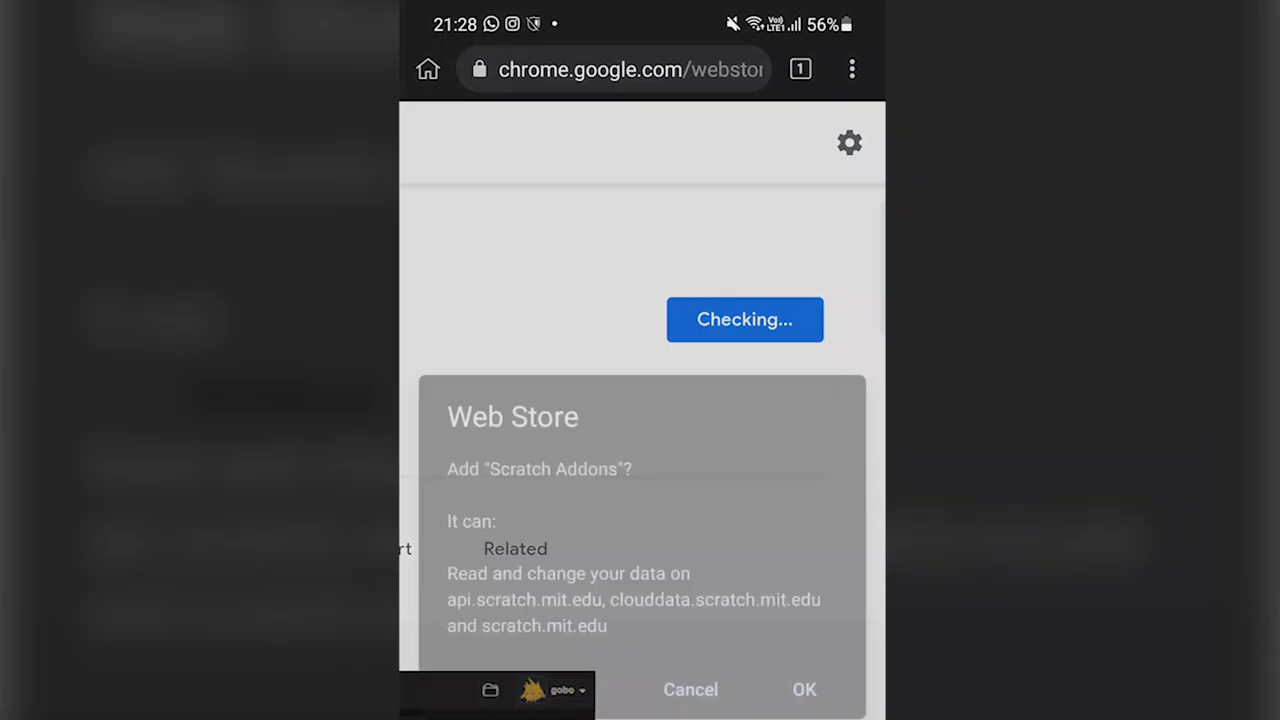 21:28 Voo) LTE1 56%
chrome.google.com/webstor
1
Checking...
Web Store
Add "Scratch Addons"?
It can:
rt Related
Read and change your data on
api.scratch.mit.edu, clouddata.scratch.mit.edu
and scratch.mit.edu
gobo Cancel OK